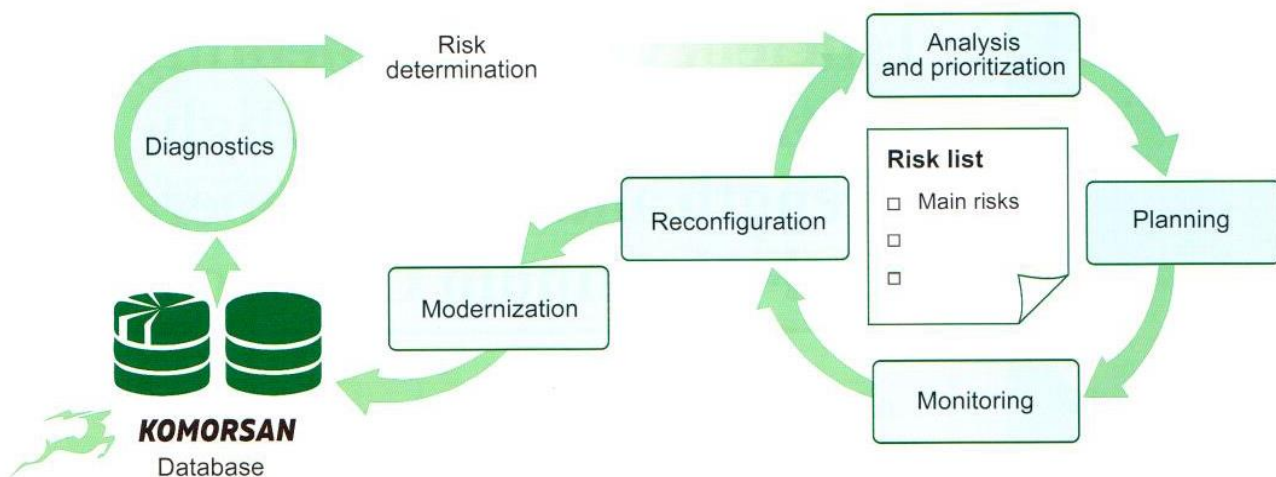 Risk
determination
Analysis
and prioritization
Diagnostics
Risk list
Main risks
Reconfiguration
Planning
Modernization
Monitoring
KOMORSAN
Database